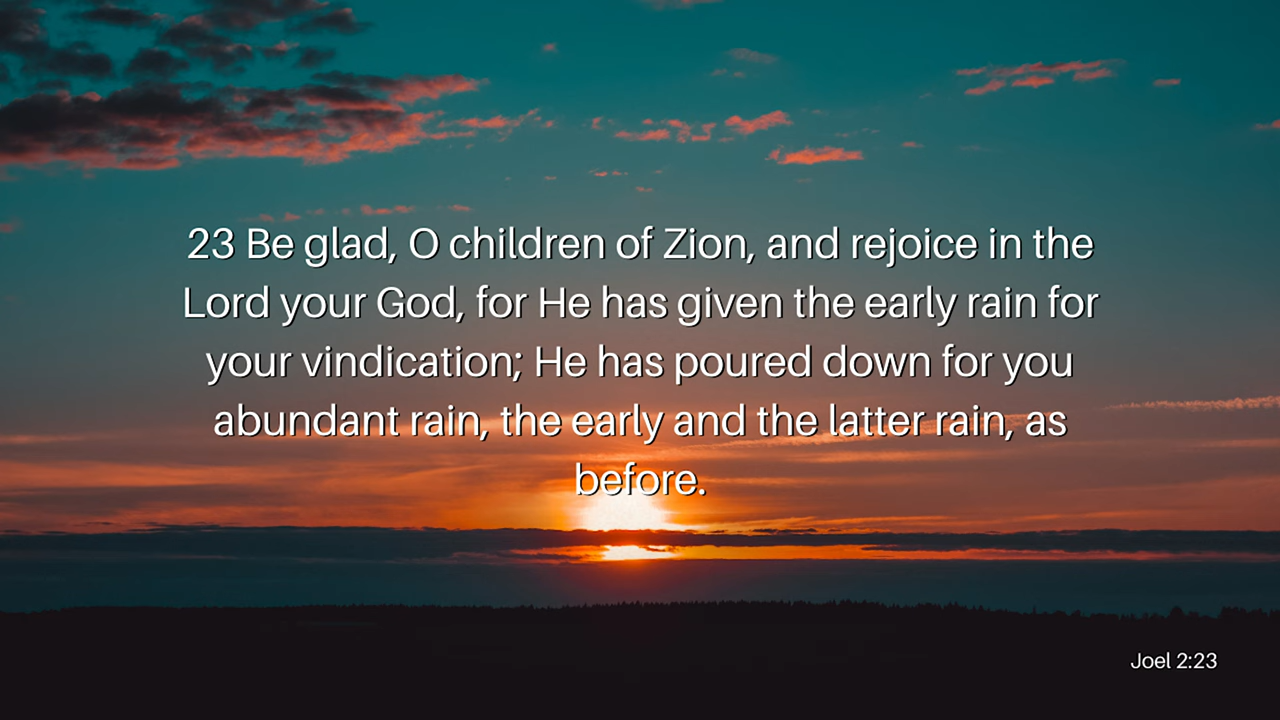 23 Be glad, O children of Zion, and rejoice in the
Lord your God, for He has given the early rain for
your vindication; He has poured down for you
abundant rain, the early and the latter rain, as
before.
Joel 2:23